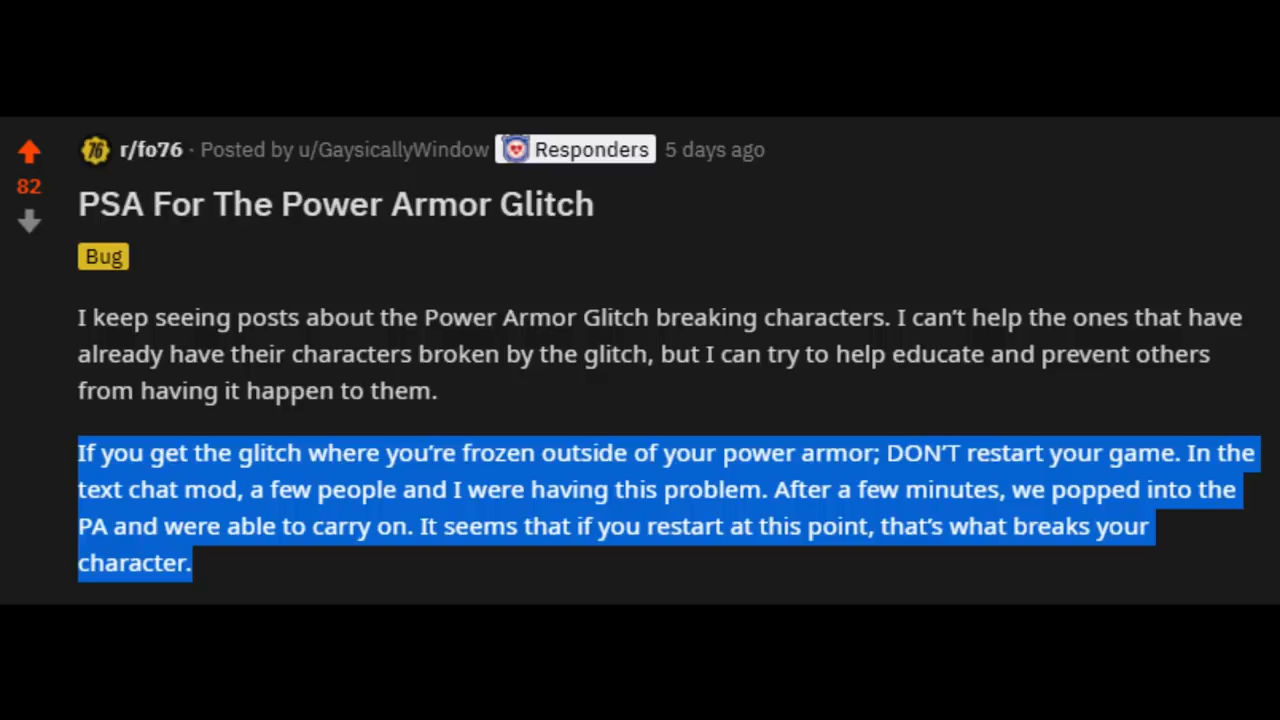 76 r/fo76 · Posted by u/GaysicallyWindow Responders 5 days ago
82
PSA For The Power Armor Glitch
Bug
I keep seeing posts about the Power Armor Glitch breaking characters. I can’t help the ones that have
already have their characters broken by the glitch, but I can try to help educate and prevent others
from having it happen to them.
If you get the glitch where you’re frozen outside of your power armor; DON’T restart your game. In the
text chat mod, a few people and I were having this problem. After a few minutes, we popped into the
PA and were able to carry on. It seems that if you restart at this point, that’s what breaks your
character.